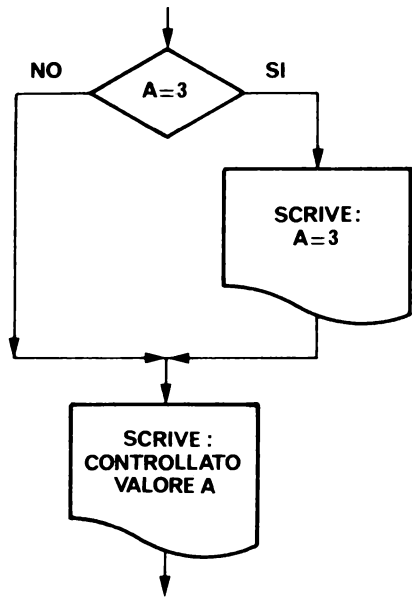 NO
SI
A=3
SCRIVE:
A=3
SCRIVE:
CONTROLLATO
VALORE A